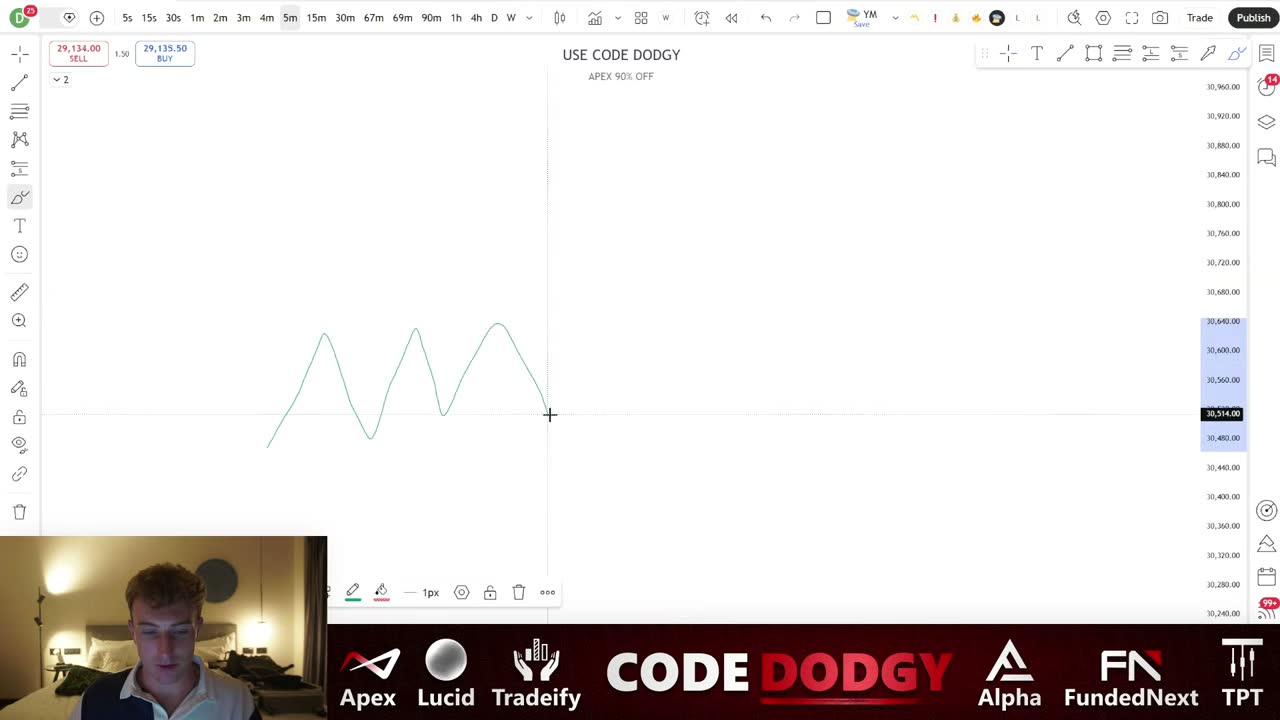 D 25 5s 15s 30s 1m 2m 3m 4m 5m 15m 30m 67m 69m 90m 1h 4h D W W YM Save L L Trade Publish
29,134.00 SELL 1.50 29,135.50 BUY
2
USE CODE DODGY
APEX 90% OFF
T L S
14
30,960.00
30,920.00
30,880.00
30,840.00
30,800.00
30,760.00
30,720.00
30,680.00
30,640.00
30,600.00
30,560.00
30,514.00
30,480.00
30,440.00
30,400.00
30,360.00
30,320.00
30,280.00
30,240.00
S
T
1px
99+
CODE DODGY
Apex Lucid Tradeify Alpha FundedNext TPT